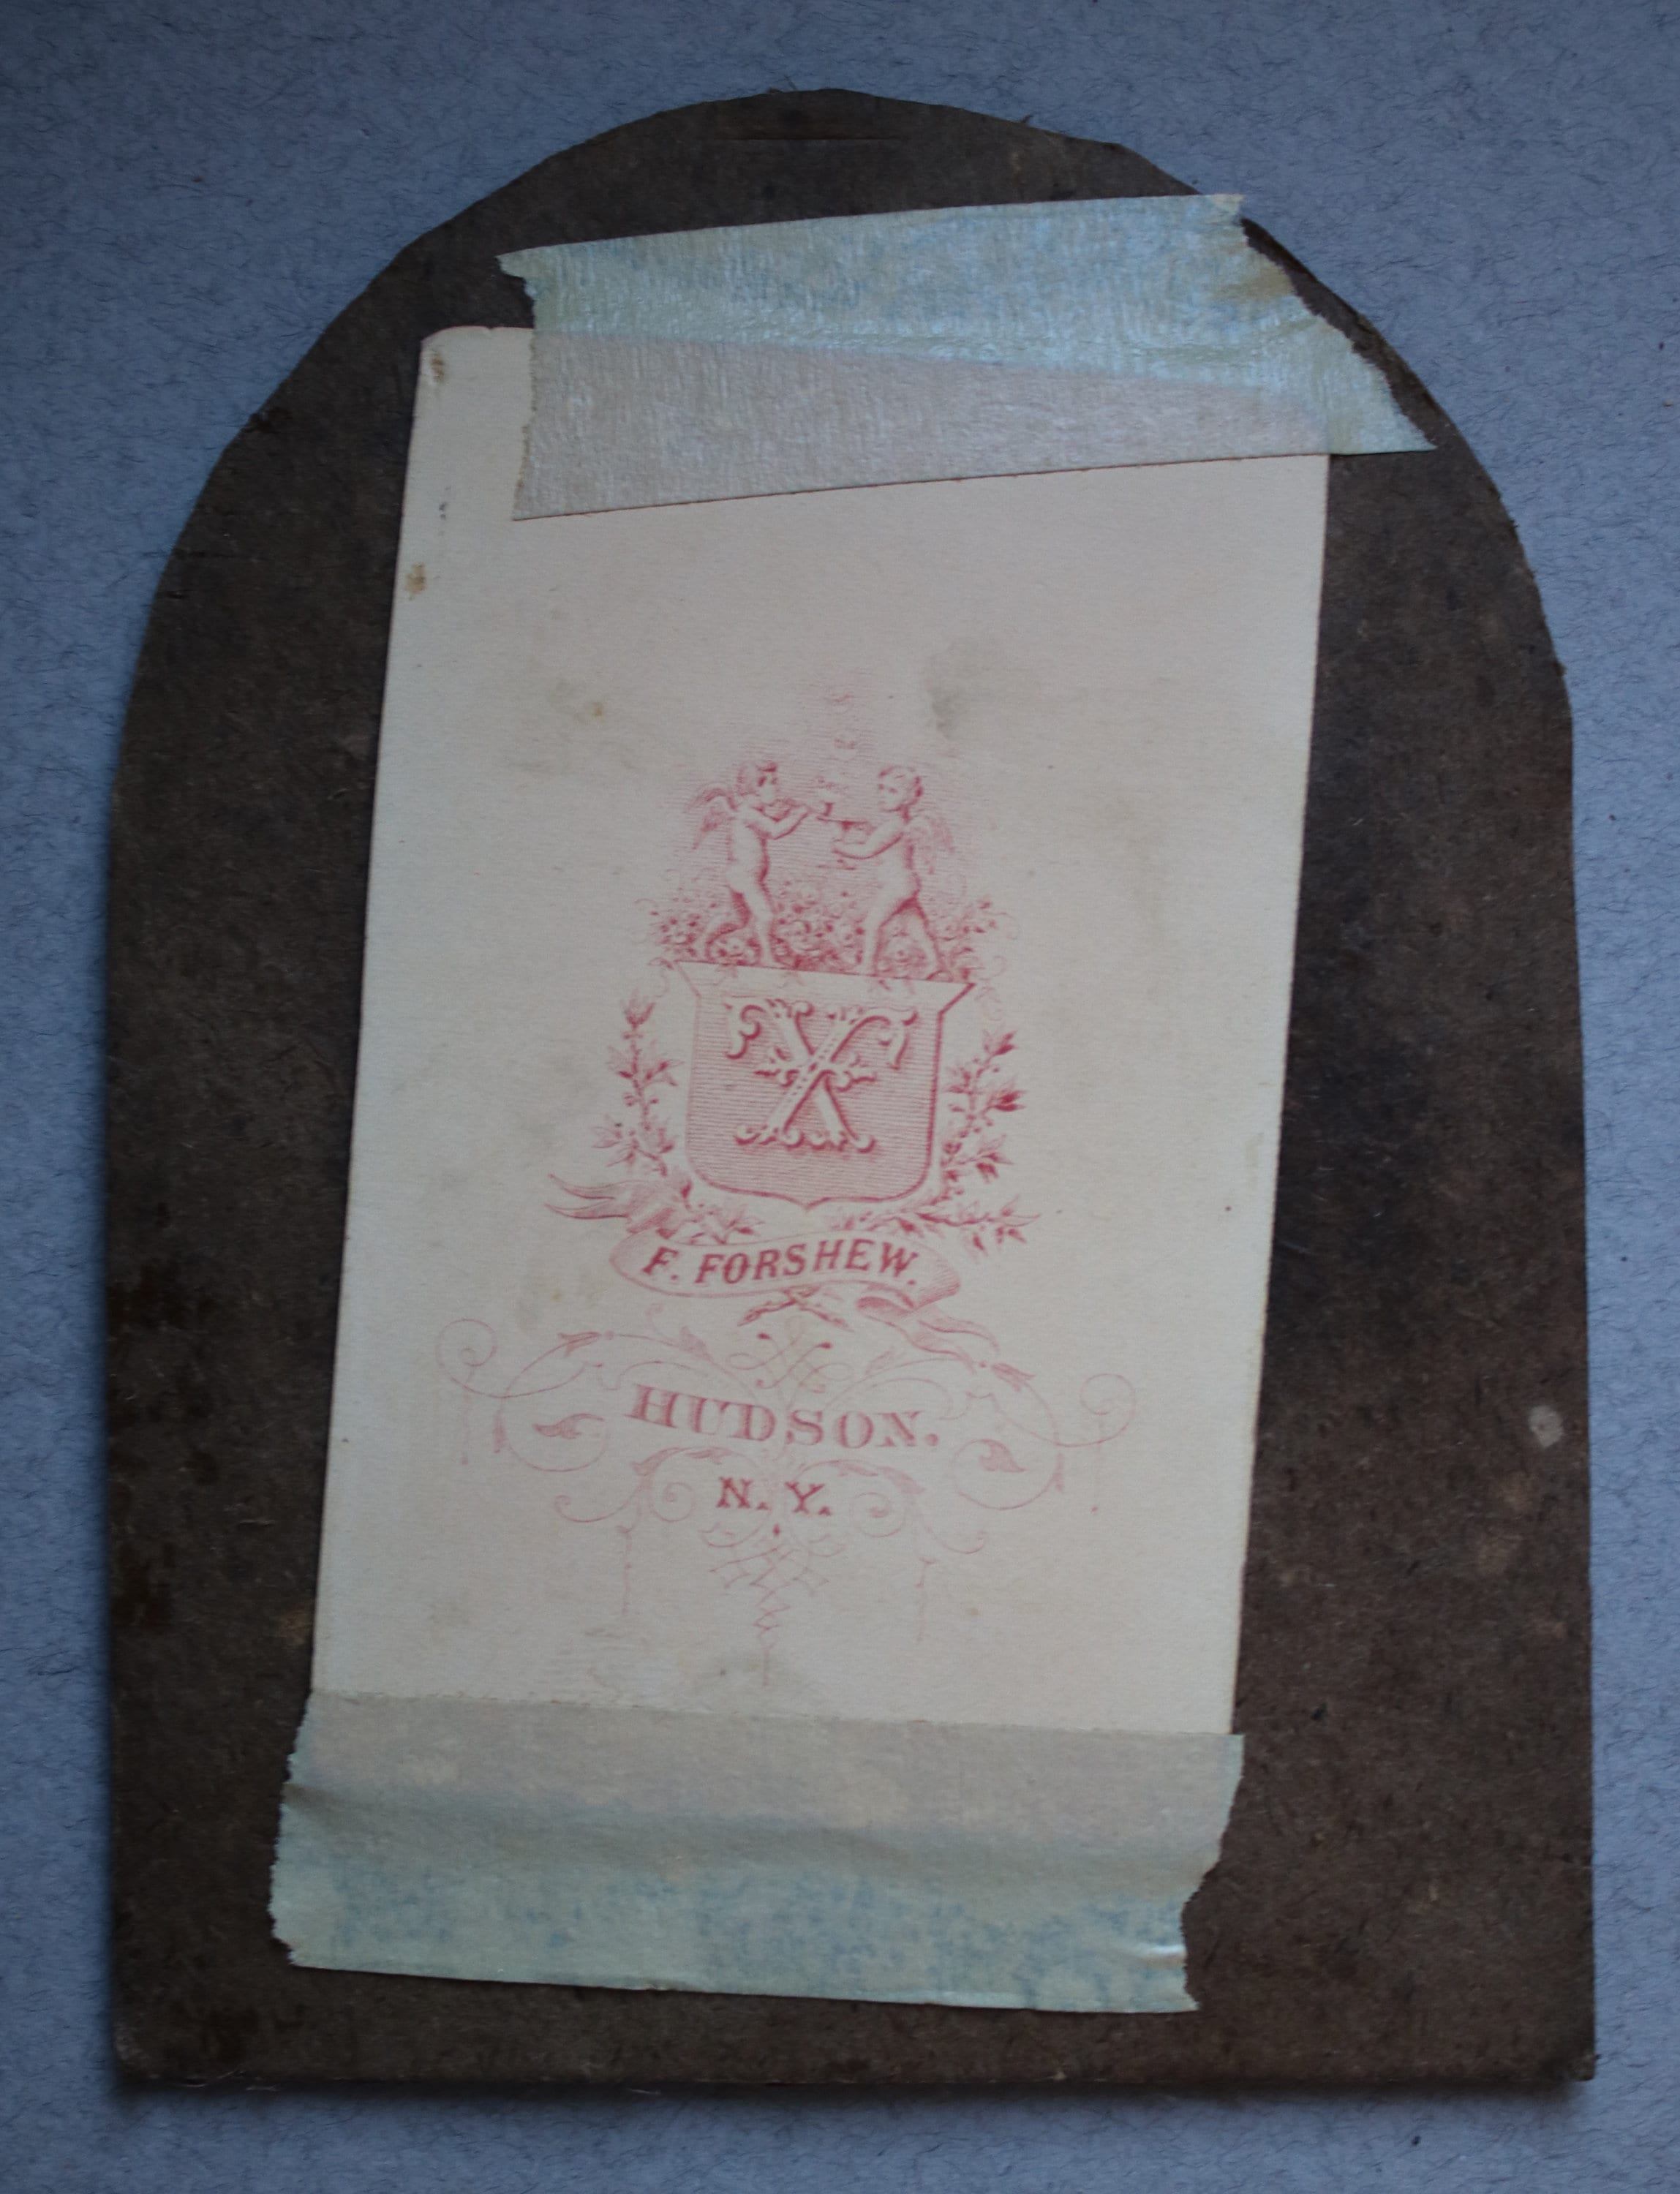 F. FORSHEW.
HUDSON.
N. Y.